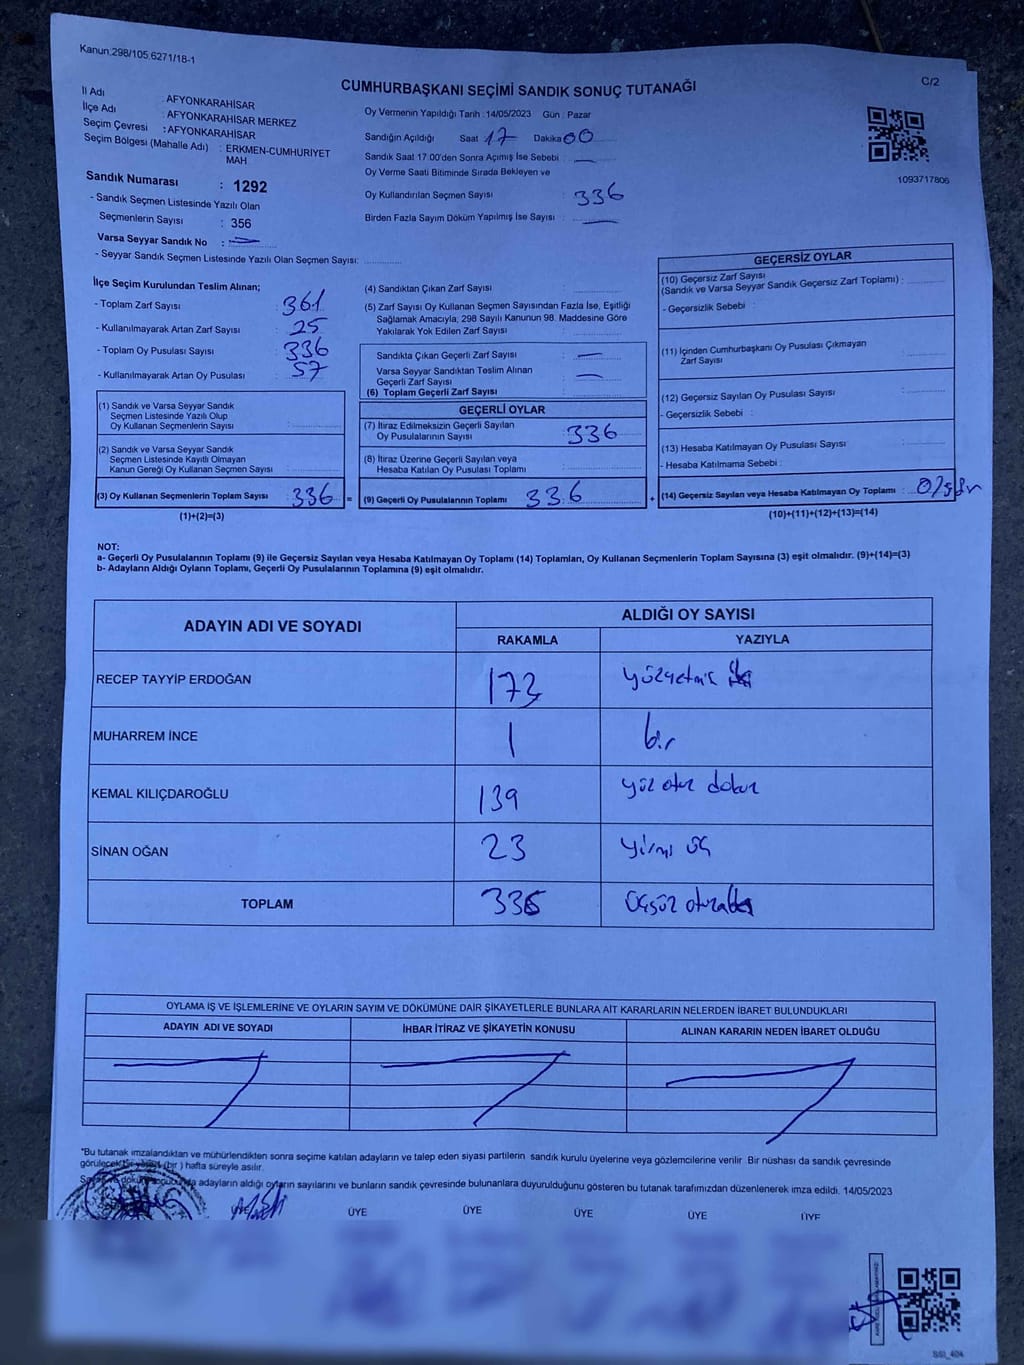 Kanun:298/105.6271/18-1
C/2
CUMHURBAŞKANI SEÇİMİ SANDIK SONUÇ TUTANAĞI
İl Adı : AFYONKARAHİSAR
İlçe Adı : AFYONKARAHİSAR MERKEZ
Seçim Çevresi : AFYONKARAHİSAR
Seçim Bölgesi (Mahalle Adı) : ERKMEN-CUMHURİYET
MAH.
Sandık Numarası : 1292
- Sandık Seçmen Listesinde Yazılı Olan
Seçmenlerin Sayısı : 356
Varsa Seyyar Sandık No :
- Seyyar Sandık Seçmen Listesinde Yazılı Olan Seçmen Sayısı:
Oy Vermenin Yapıldığı Tarih :14/05/2023 Gün : Pazar
Sandığın Açıldığı Saat 17 Dakika 00
Sandık Saat 17:00'den Sonra Açımış İse Sebebi :
Oy Verme Saati Bitiminde Sırada Bekleyen ve
Oy Kullandırılan Seçmen Sayısı : 336
Birden Fazla Sayım Döküm Yapılmış İse Sayısı :
1093717806
İlçe Seçim Kurulundan Teslim Alınan;
- Toplam Zarf Sayısı : 361
- Kullanılmayarak Artan Zarf Sayısı : 25
- Toplam Oy Pusulası Sayısı : 336
- Kullanılmayarak Artan Oy Pusulası : 57
(4) Sandıktan Çıkan Zarf Sayısı :
(5) Zarf Sayısı Oy Kullanan Seçmen Sayısından Fazla İse, Eşitliği
Sağlamak Amacıyla, 298 Sayılı Kanunun 98. Maddesine Göre
Yakılarak Yok Edilen Zarf Sayısı :
Sandıkta Çıkan Geçerli Zarf Sayısı : —
Varsa Seyyar Sandıktan Teslim Alınan
Geçerli Zarf Sayısı : —
(6) Toplam Geçerli Zarf Sayısı :
(1) Sandık ve Varsa Seyyar Sandık
Seçmen Listesinde Yazılı Olup
Oy Kullanan Seçmenlerin Sayısı :
(2) Sandık ve Varsa Seyyar Sandık
Seçmen Listesinde Kayıtlı Olmayan
Kanun Gereği Oy Kullanan Seçmen Sayısı :
(3) Oy Kullanan Seçmenlerin Toplam Sayısı : 336 =
(1)+(2)=(3)
GEÇERLİ OYLAR
(7) İtiraz Edilmeksizin Geçerli Sayılan
Oy Pusulalarının Sayısı : 336
(8) İtiraz Üzerine Geçerli Sayılan veya
Hesaba Katılan Oy Pusulası Toplamı :
(9) Geçerli Oy Pusulalarının Toplamı : 336 +
GEÇERSİZ OYLAR
(10) Geçersiz Zarf Sayısı
(Sandık ve Varsa Seyyar Sandık Geçersiz Zarf Toplamı) :
- Geçersizlik Sebebi :
(11) İçinden Cumhurbaşkanı Oy Pusulası Çıkmayan
Zarf Sayısı :
(12) Geçersiz Sayılan Oy Pusulası Sayısı :
- Geçersizlik Sebebi :
(13) Hesaba Katılmayan Oy Pusulası Sayısı :
- Hesaba Katılmama Sebebi :
(14) Geçersiz Sayılan veya Hesaba Katılmayan Oy Toplamı : 0/sıfır
(10)+(11)+(12)+(13)=(14)
NOT:
a- Geçerli Oy Pusulalarının Toplamı (9) ile Geçersiz Sayılan veya Hesaba Katılmayan Oy Toplamı (14) Toplamları, Oy Kullanan Seçmenlerin Toplam Sayısına (3) eşit olmalıdır. (9)+(14)=(3)
b- Adayların Aldığı Oyların Toplamı, Geçerli Oy Pusulalarının Toplamına (9) eşit olmalıdır.
ADAYIN ADI VE SOYADI
ALDIĞI OY SAYISI
RAKAMLA YAZIYLA
RECEP TAYYİP ERDOĞAN 173 yüzyetmiş
MUHARREM İNCE 1 bir
KEMAL KILIÇDAROĞLU 139 yüz otuz dokuz
SİNAN OĞAN 23 yirmi üç
TOPLAM 336 üçyüz otuzaltı
OYLAMA İŞ VE İŞLEMLERİNE VE OYLARIN SAYIM VE DÖKÜMÜNE DAİR ŞİKAYETLERLE BUNLARA AİT KARARLARIN NELERDEN İBARET BULUNDUKLARI
ADAYIN ADI VE SOYADI İHBAR İTİRAZ VE ŞİKAYETİN KONUSU ALINAN KARARIN NEDEN İBARET OLDUĞU
"Bu tutanak imzalandıktan ve mühürlendikten sonra seçime katılan adayların ve talep eden siyasi partilerin sandık kurulu üyelerine veya gözlemcilerine verilir. Bir nüshası da sandık çevresinde
görülecek bir yere (bir) hafta süreyle asılır.
adayların aldığı oyların sayılarını ve bunların sandık çevresinde bulunanlara duyurulduğunu gösteren bu tutanak tarafımızdan düzenlenerek imza edildi. 14/05/2023
ÜYE ÜYE ÜYE ÜYE ÜYE ÜYE